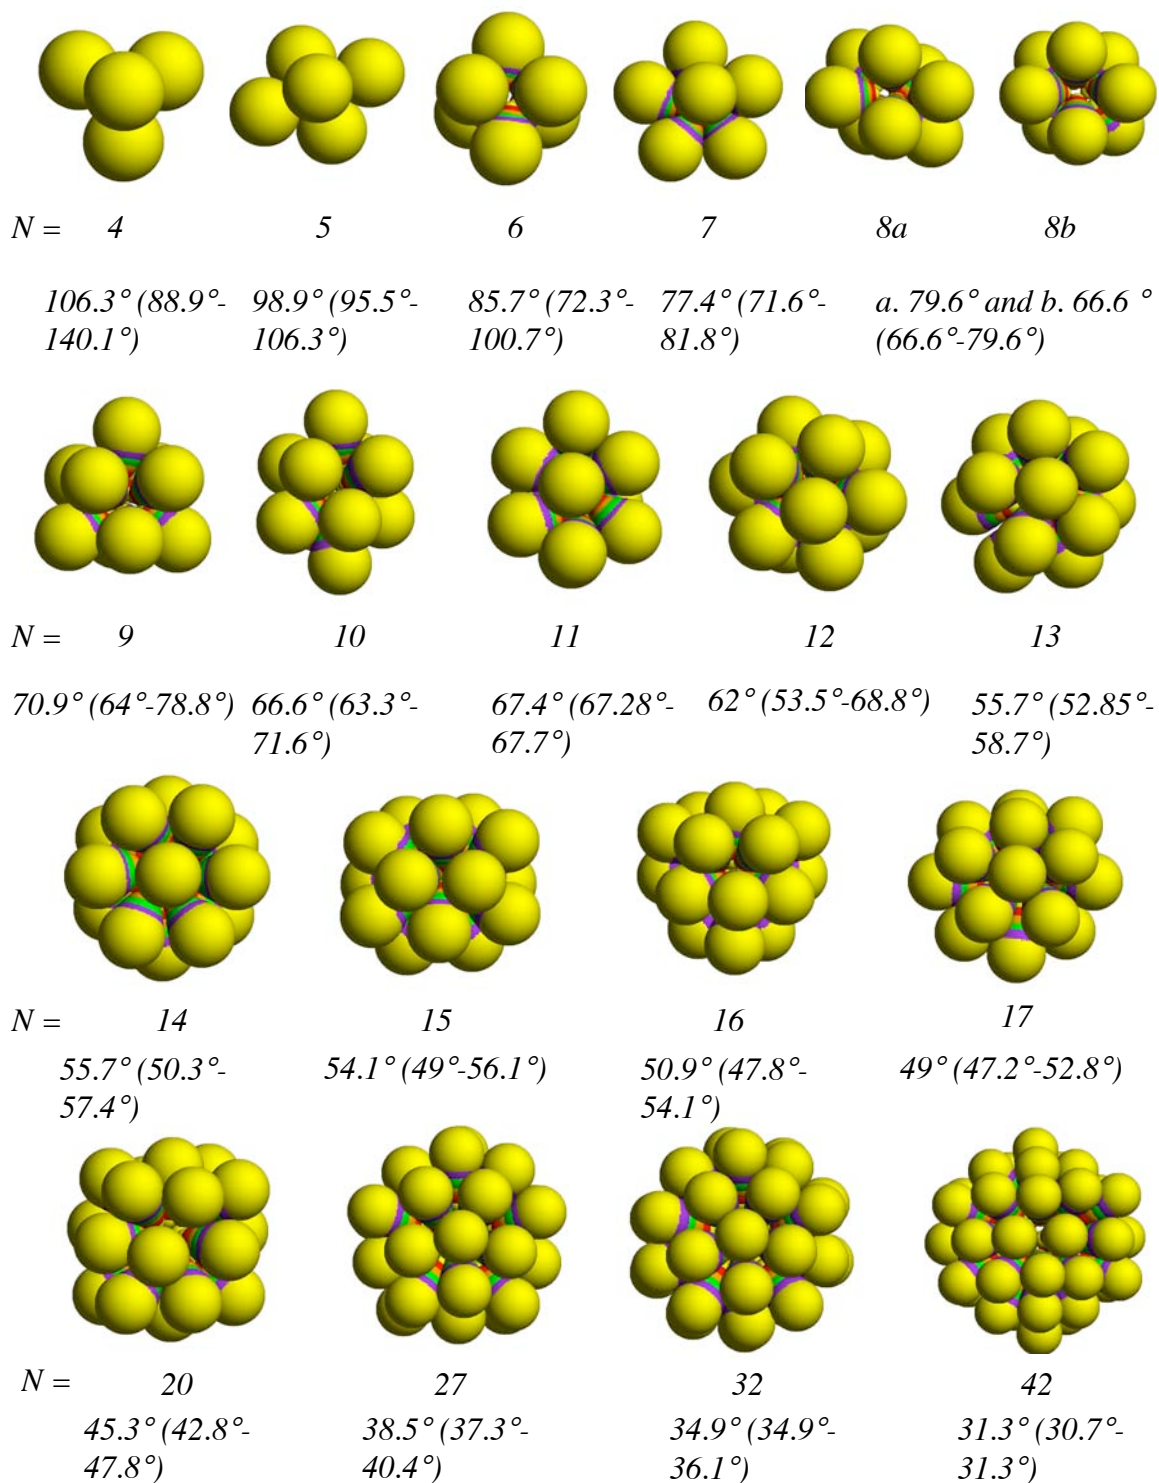 N = 4 5 6 7 8a 8b
106.3° (88.9°- 98.9° (95.5°- 85.7° (72.3°- 77.4° (71.6°- a. 79.6° and b. 66.6 °
140.1°) 106.3°) 100.7°) 81.8°) (66.6°-79.6°)
N = 9 10 11 12 13
70.9° (64°-78.8°) 66.6° (63.3°- 67.4° (67.28°- 62° (53.5°-68.8°) 55.7° (52.85°-
71.6°) 67.7°) 58.7°)
N = 14 15 16 17
55.7° (50.3°- 54.1° (49°-56.1°) 50.9° (47.8°- 49° (47.2°-52.8°)
57.4°) 54.1°)
N = 20 27 32 42
45.3° (42.8°- 38.5° (37.3°- 34.9° (34.9°- 31.3° (30.7°-
47.8°) 40.4°) 36.1°) 31.3°)